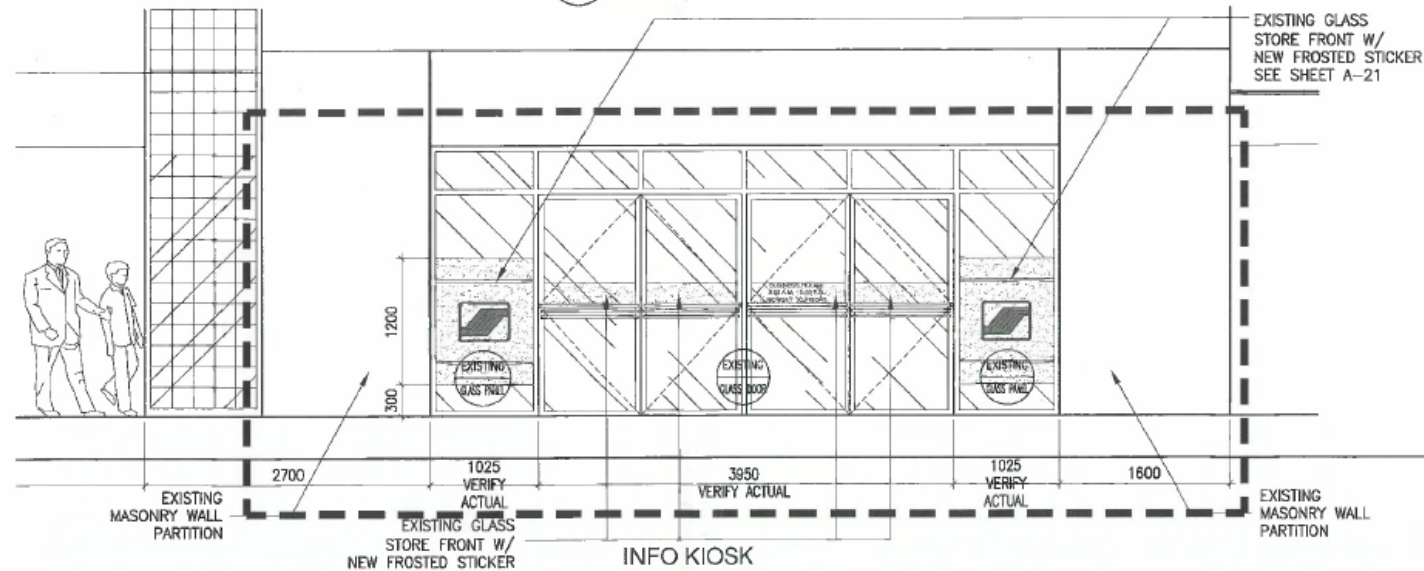 EXISTING GLASS
STORE FRONT W/
NEW FROSTED STICKER
SEE SHEET A-21
BUSINESS HOURS
1200
300
EXISTING
GLASS PANEL
EXISTING
GLASS DOOR
EXISTING
GLASS PANEL
2700
1025
VERIFY
ACTUAL
3950
VERIFY ACTUAL
1025
VERIFY
ACTUAL
1600
EXISTING
MASONRY WALL
PARTITION
EXISTING GLASS
STORE FRONT W/
NEW FROSTED STICKER
INFO KIOSK
EXISTING
MASONRY WALL
PARTITION